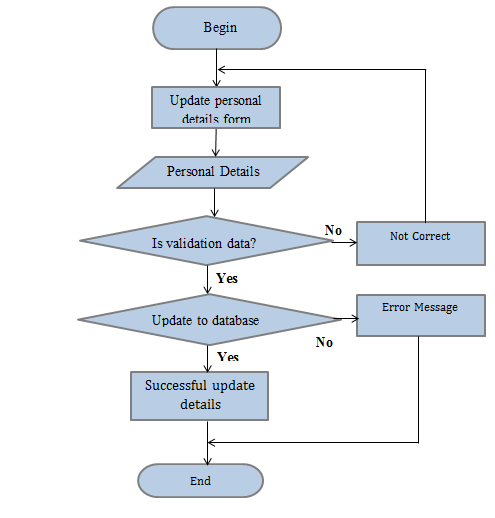 Begin
Update personal
details form
Personal Details
Is validation data?
No
Not Correct
Yes
Update to database
No
Error Message
Yes
Successful update
details
End